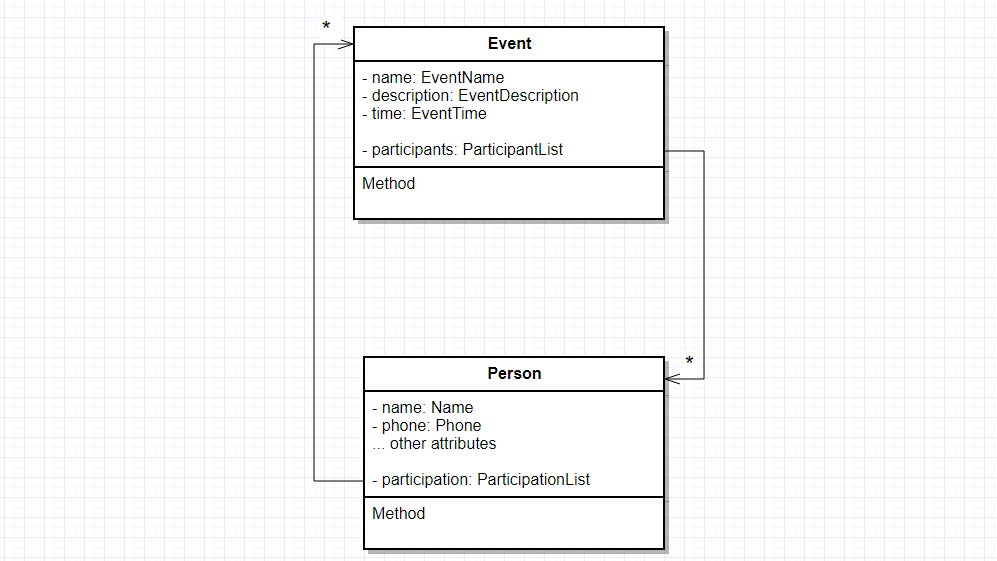 *
Event
- name: EventName
- description: EventDescription
- time: EventTime
- participants: ParticipantList
Method
*
Person
- name: Name
- phone: Phone
... other attributes
- participation: ParticipationList
Method